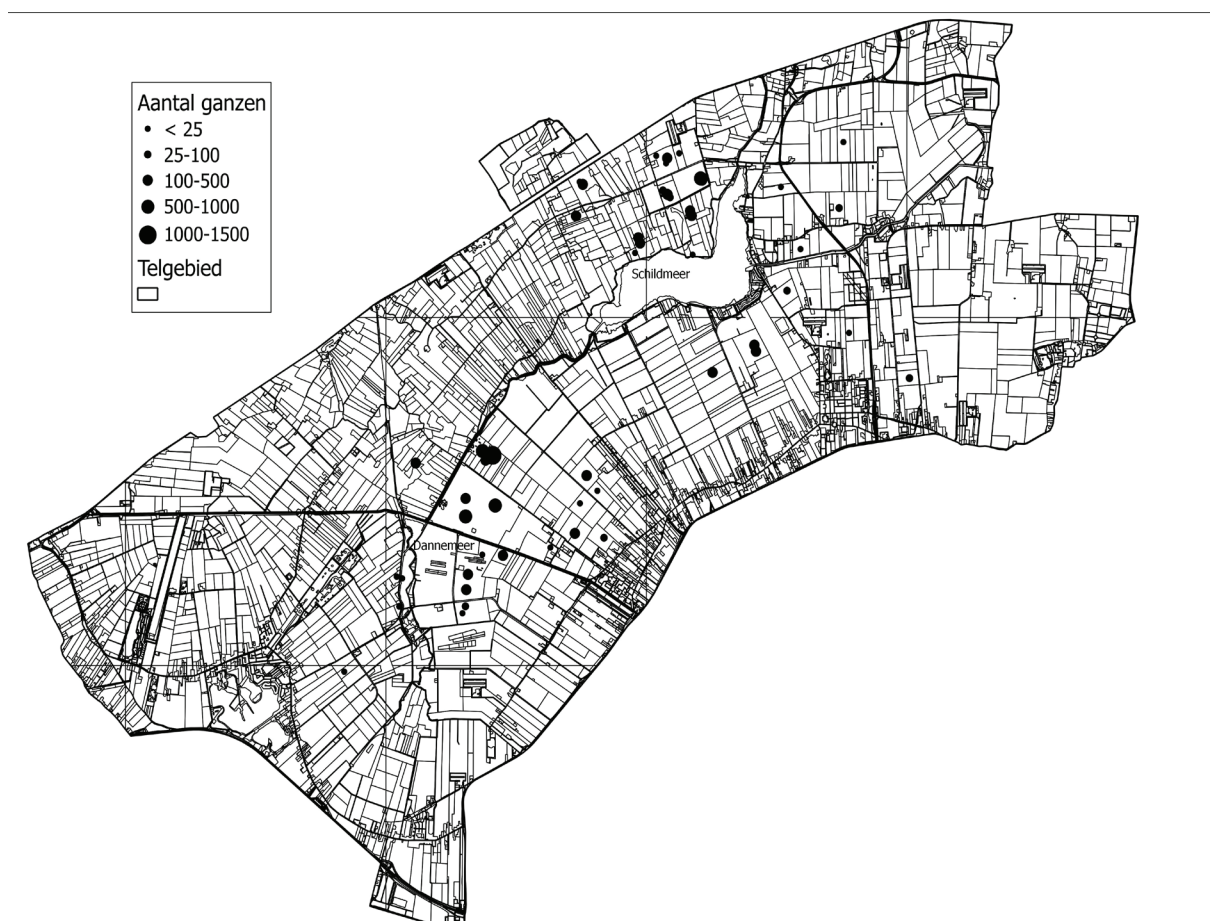 Aantal ganzen
< 25
25-100
100-500
500-1000
1000-1500
Telgebied
Schildmeer
Dannemeer